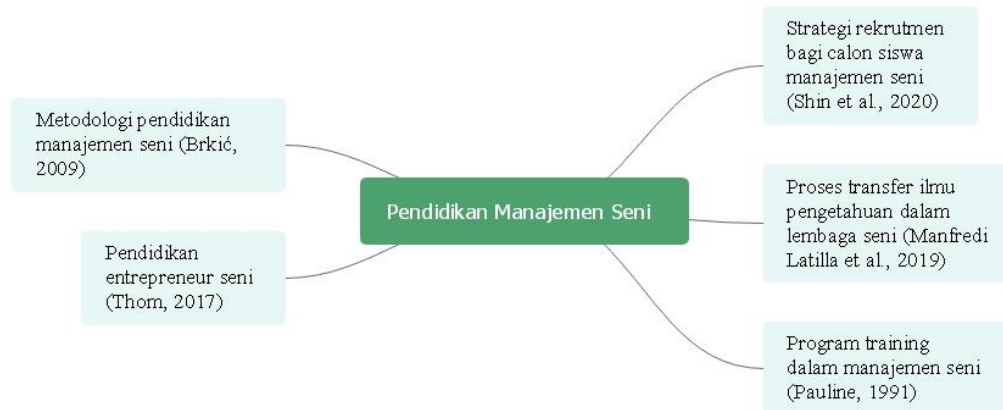 Metodologi pendidikan
manajemen seni (Brkić,
2009)
Pendidikan
entrepreneur seni
(Thom, 2017)
Pendidikan Manajemen Seni
Strategi rekrutmen
bagi calon siswa
manajemen seni
(Shin et al., 2020)
Proses transfer ilmu
pengetahuan dalam
lembaga seni (Manfredi
Latilla et al., 2019)
Program training
dalam manajemen seni
(Pauline, 1991)